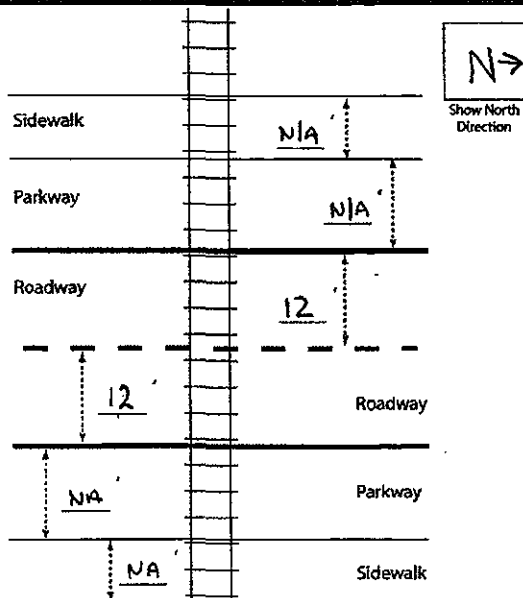 N→
Show North
Direction
Sidewalk
N/A '
Parkway
N/A '
Roadway
12 '
12 '
Roadway
NA '
Parkway
NA '
Sidewalk